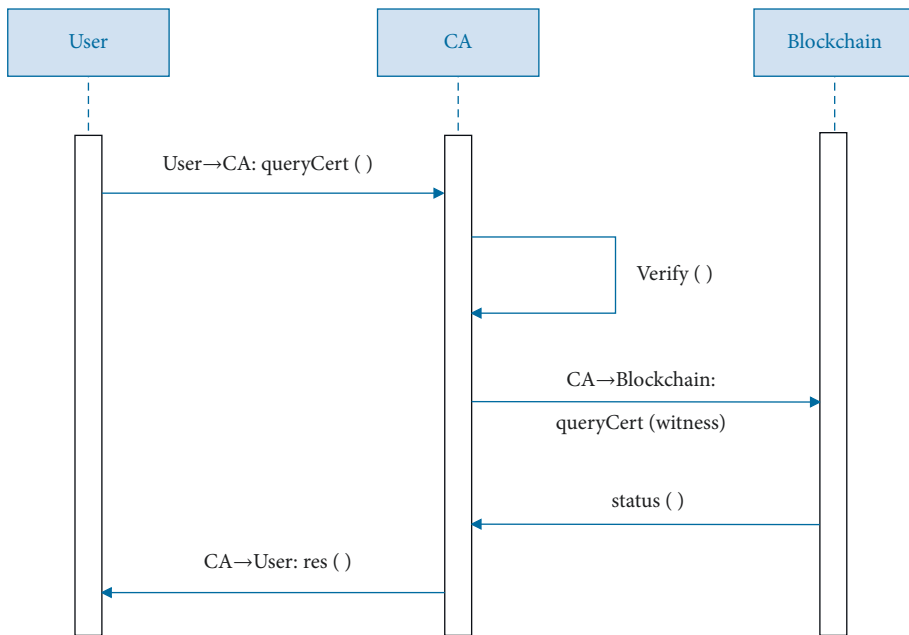 User
CA
Blockchain
User→CA: queryCert ( )
Verify ( )
CA→Blockchain:
queryCert (witness)
status ( )
CA→User: res ( )